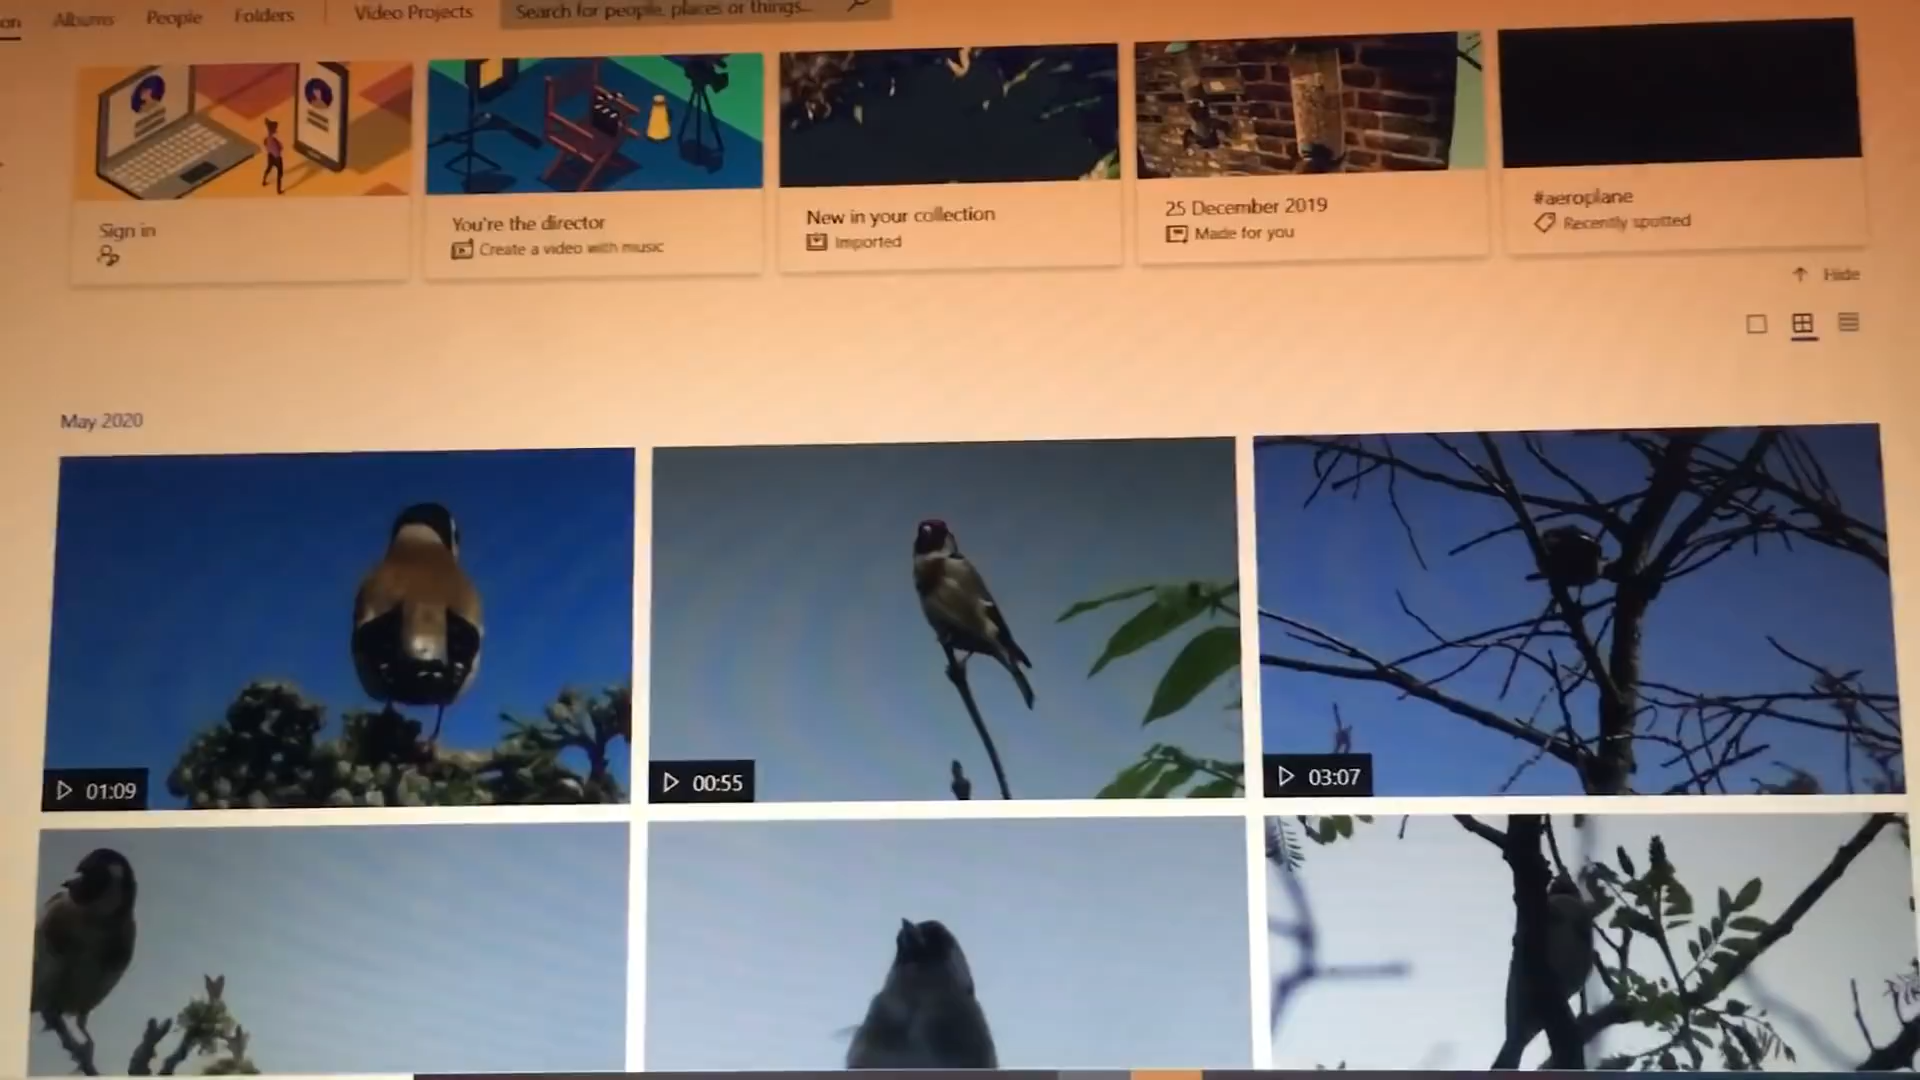 on Albums People Folders Video Projects Search for people, places or things...
Sign in
You're the director
Create a video with music
New in your collection
Imported
25 December 2019
Made for you
#aeroplane
Recently spotted
Hide
May 2020
01:09
00:55
03:07